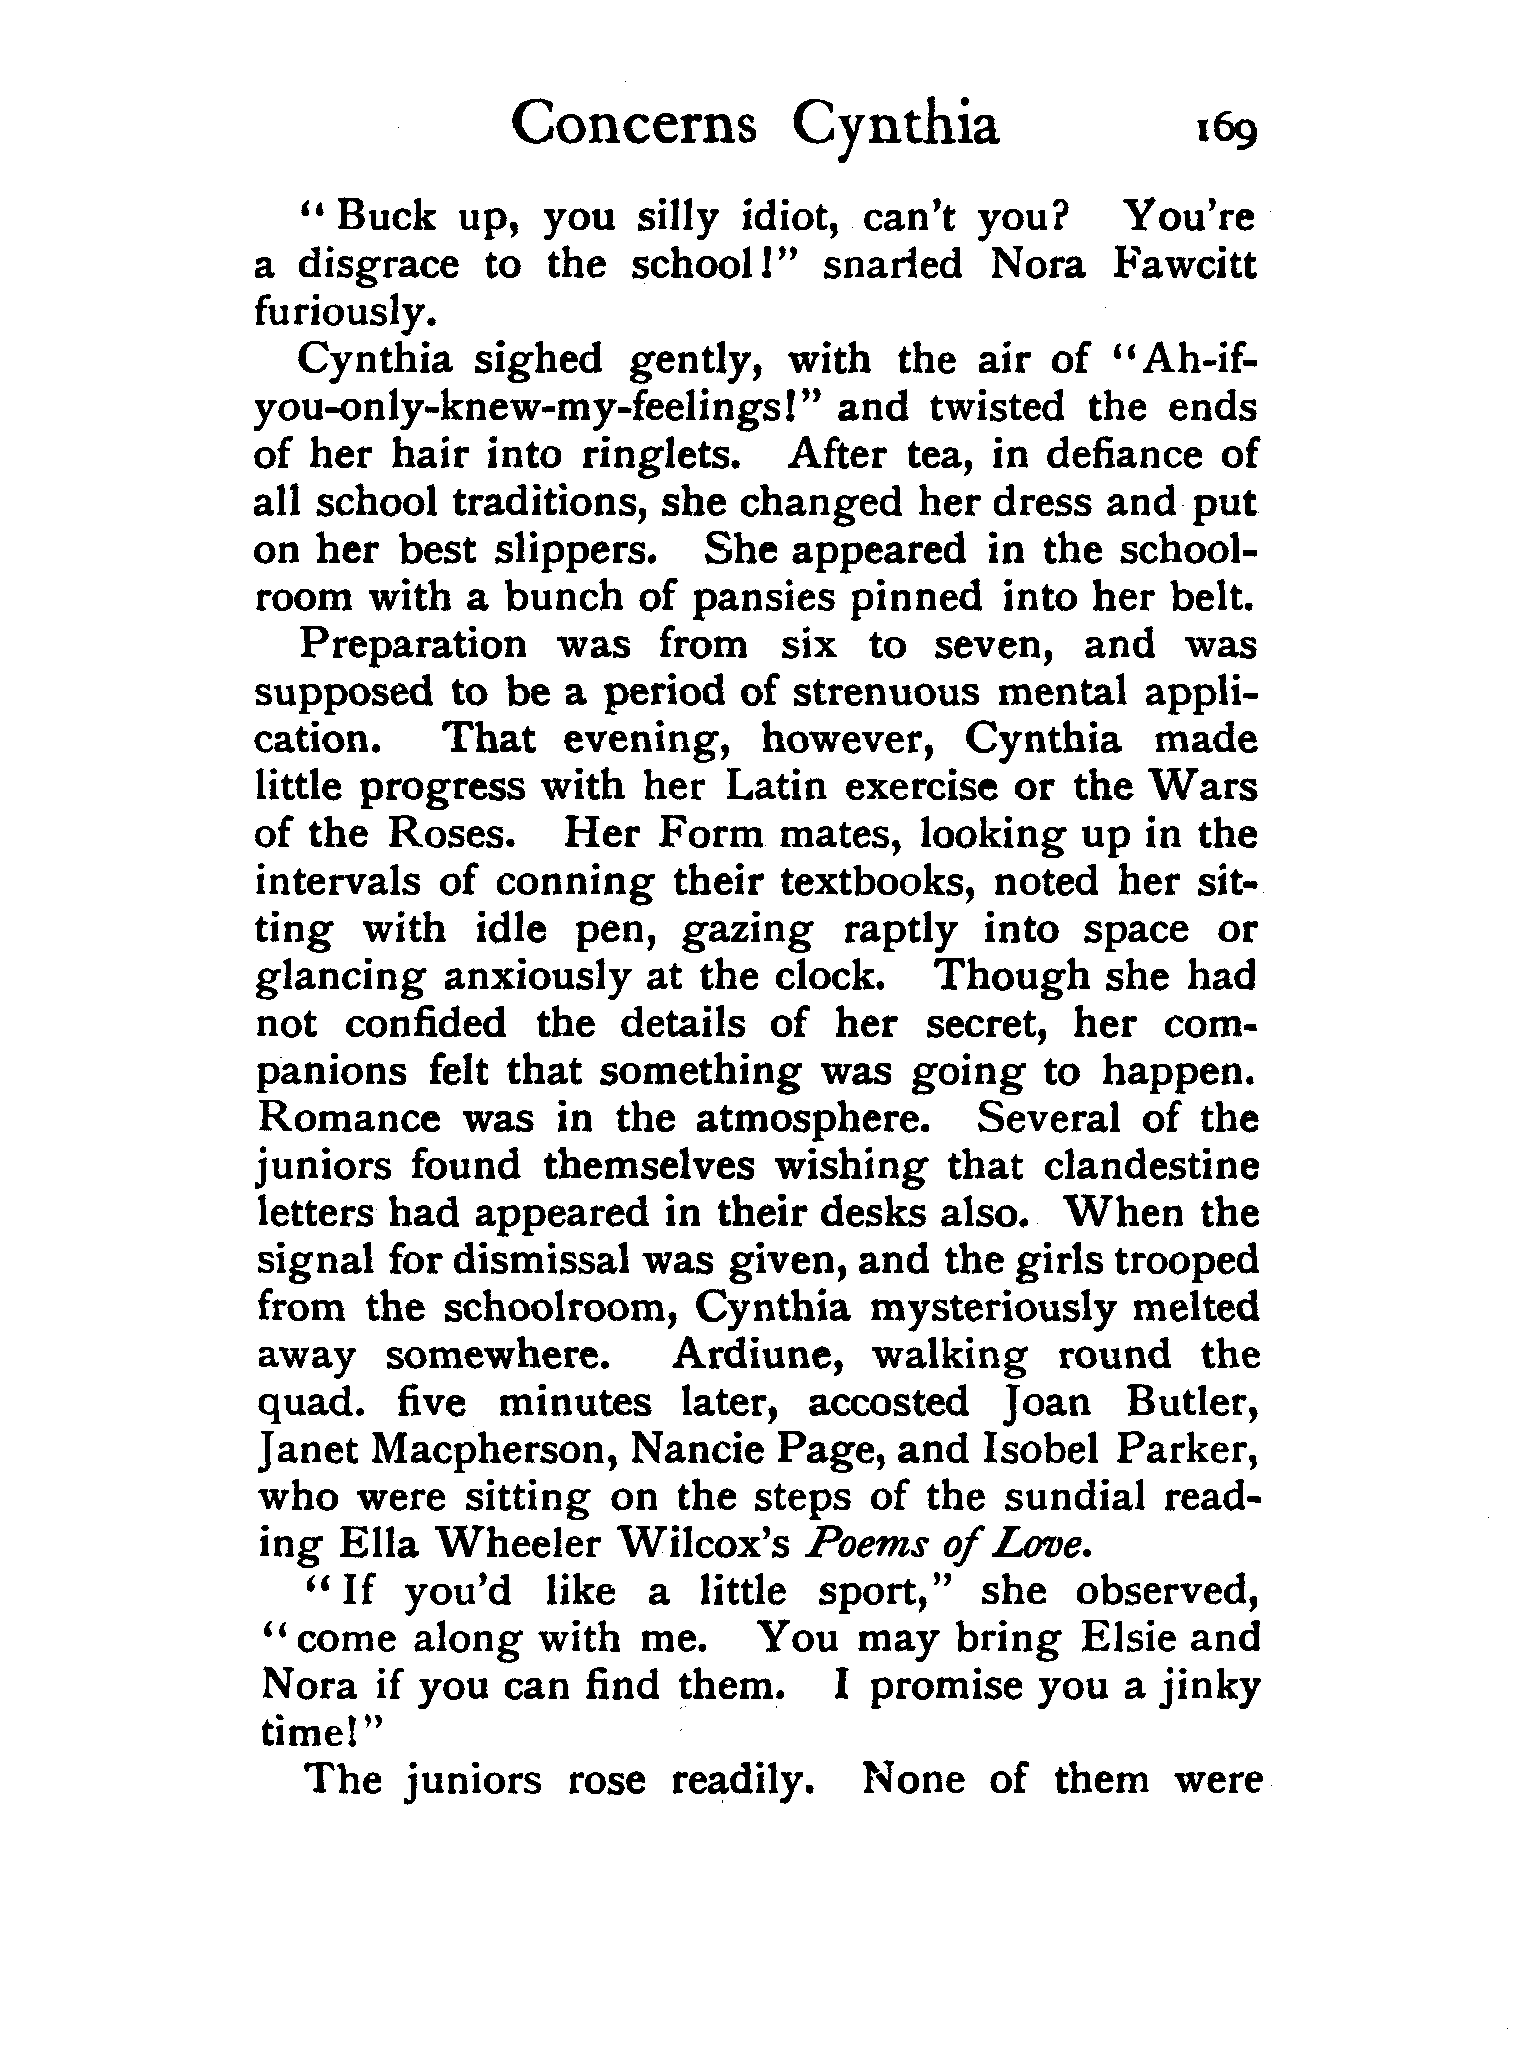 Concerns Cynthia 169
“Buck up, you silly idiot, can't you? You're
a disgrace to the school!” snarled Nora Fawcitt
furiously.
Cynthia sighed gently, with the air of “Ah-if-
you-only-knew-my-feelings!” and twisted the ends
of her hair into ringlets. After tea, in defiance of
all school traditions, she changed her dress and put
on her best slippers. She appeared in the school-
room with a bunch of pansies pinned into her belt.
Preparation was from six to seven, and was
supposed to be a period of strenuous mental appli-
cation. That evening, however, Cynthia made
little progress with her Latin exercise or the Wars
of the Roses. Her Form mates, looking up in the
intervals of conning their textbooks, noted her sit-
ting with idle pen, gazing raptly into space or
glancing anxiously at the clock. Though she had
not confided the details of her secret, her com-
panions felt that something was going to happen.
Romance was in the atmosphere. Several of the
juniors found themselves wishing that clandestine
letters had appeared in their desks also. When the
signal for dismissal was given, and the girls trooped
from the schoolroom, Cynthia mysteriously melted
away somewhere. Ardiune, walking round the
quad. five minutes later, accosted Joan Butler,
Janet Macpherson, Nancie Page, and Isobel Parker,
who were sitting on the steps of the sundial read-
ing Ella Wheeler Wilcox's Poems of Love.
“If you'd like a little sport,” she observed,
“come along with me. You may bring Elsie and
Nora if you can find them. I promise you a jinky
time!”
The juniors rose readily. None of them were